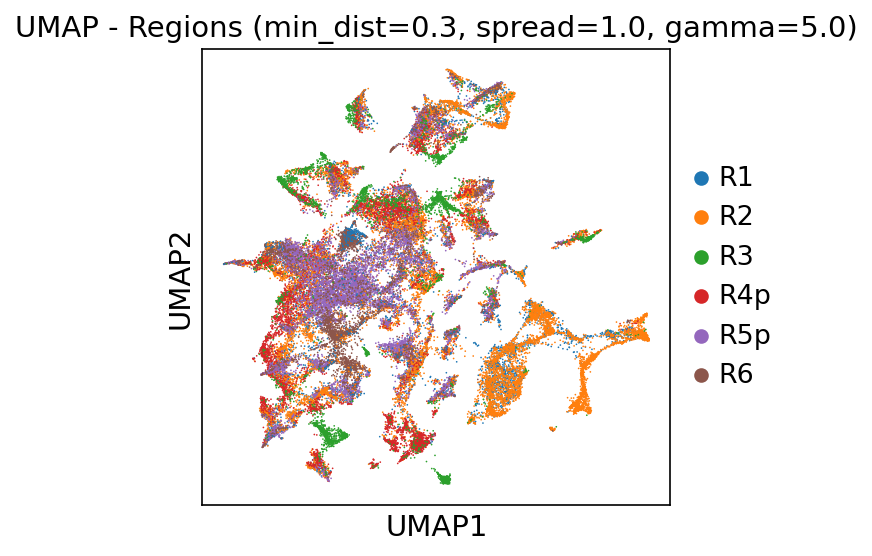 UMAP - Regions (min_dist=0.3, spread=1.0, gamma=5.0)
UMAP2
R1
R2
R3
R4p
R5p
R6
UMAP1